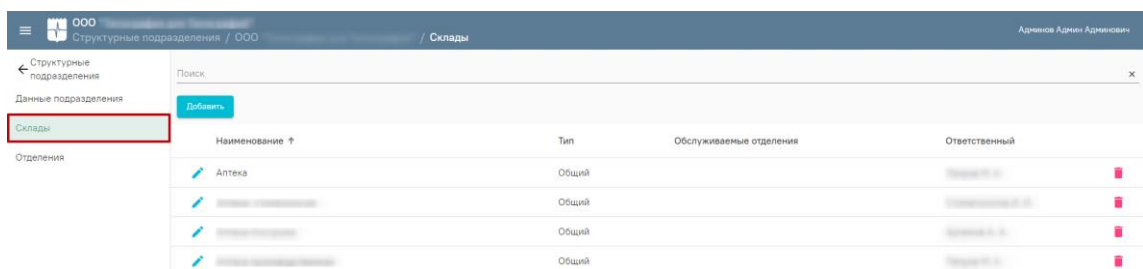 ООО
Структурные подразделения / ООО / Склады
Админов Админ Админович
Структурные
подразделения
Данные подразделения
Склады
Отделения
Поиск
Добавить
Наименование ↑ Тип Обслуживаемые отделения Ответственный
Аптека Общий
Общий
Общий
Общий